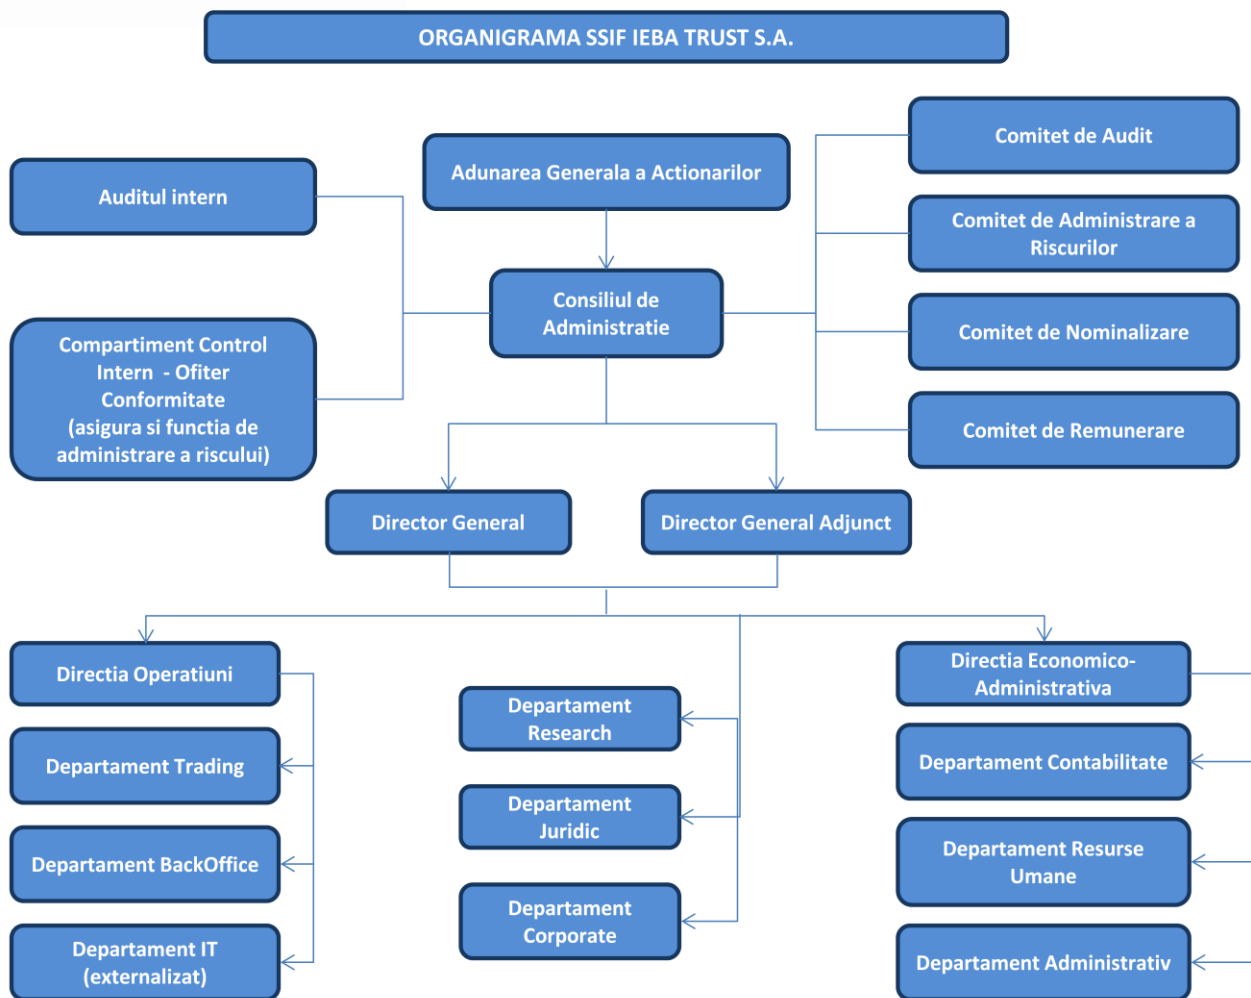 ORGANIGRAMA SSIF IEBA TRUST S.A.
Adunarea Generala a Actionarilor
Auditul intern
Comitet de Audit
Comitet de Administrare a
Riscurilor
Consiliul de
Administratie
Compartiment Control
Intern  - Ofiter
Conformitate
(asigura si functia de
administrare a riscului)
Comitet de Nominalizare
Comitet de Remunerare
Director General
Director General Adjunct
Directia Operatiuni
Departament Trading
Departament BackOffice
Departament IT
(externalizat)
Departament
Research
Departament
Juridic
Departament
Corporate
Directia Economico-
Administrativa
Departament Contabilitate
Departament Resurse
Umane
Departament Administrativ